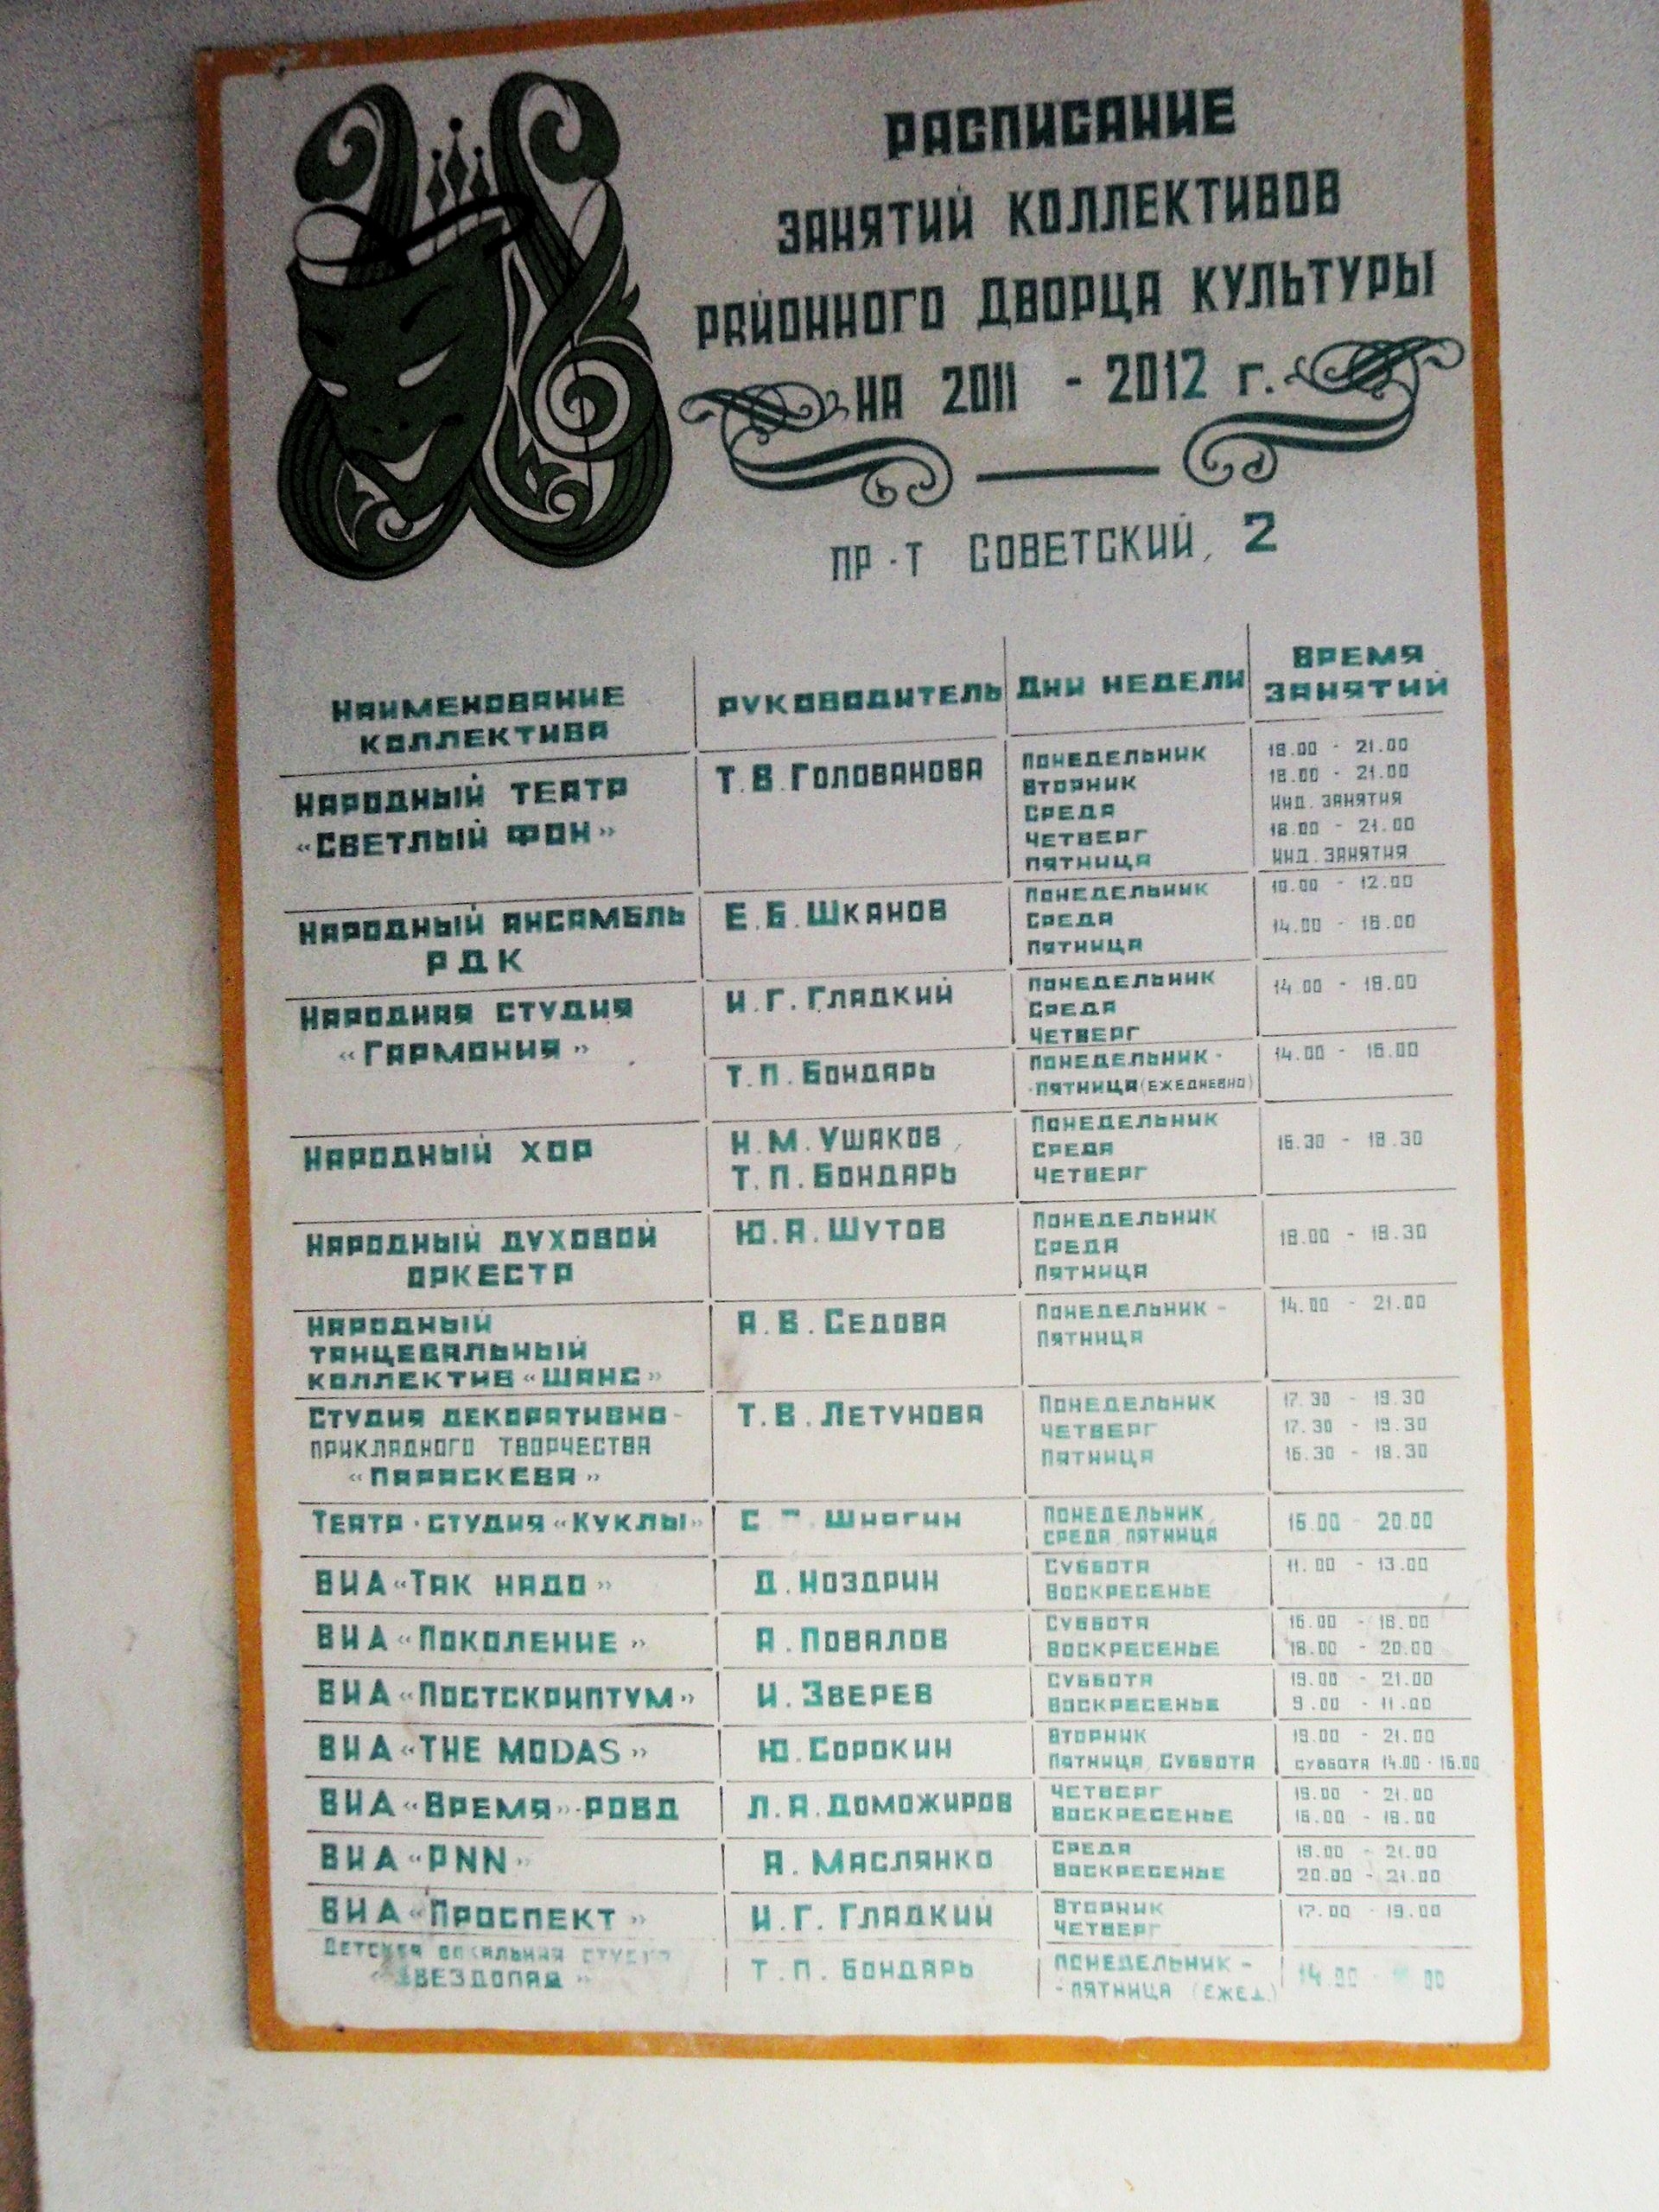 РАСПИСАНИЕ
ЗАНЯТИЙ КОЛЛЕКТИВОВ
РАЙОННОГО ДВОРЦА КУЛЬТУРЫ
НА 2011 - 2012 г.
ПР-Т СОВЕТСКИЙ, 2
НАИМЕНОВАНИЕ
КОЛЛЕКТИВА
РУКОВОДИТЕЛЬ
ДНИ НЕДЕЛИ
ВРЕМЯ
ЗАНЯТИЙ
НАРОДНЫЙ ТЕАТР
«СВЕТЛЫЙ ФОН»
Т.В.ГОЛОВАНОВА
ПОНЕДЕЛЬНИК
ВТОРНИК
СРЕДА
ЧЕТВЕРГ
ПЯТНИЦА
18.00 - 21.00
18.00 - 21.00
ИНД. ЗАНЯТИЯ
18.00 - 21.00
ИНД. ЗАНЯТИЯ
НАРОДНЫЙ АНСАМБЛЬ
РДК
Е.Б.ШКАНОВ
ПОНЕДЕЛЬНИК
СРЕДА
ПЯТНИЦА
10.00 - 12.00
14.00 - 16.00
НАРОДНАЯ СТУДИЯ
«ГАРМОНИЯ»
И.Г.ГЛАДКИЙ
ПОНЕДЕЛЬНИК
СРЕДА
ЧЕТВЕРГ
14.00 - 18.00
Т.П.БОНДАРЬ
ПОНЕДЕЛЬНИК -
- ПЯТНИЦА (ЕЖЕДНЕВНО)
14.00 - 16.00
НАРОДНЫЙ ХОР
Н.М.УШАКОВ,
Т.П.БОНДАРЬ
ПОНЕДЕЛЬНИК
СРЕДА
ЧЕТВЕРГ
16.30 - 18.30
НАРОДНЫЙ ДУХОВОЙ
ОРКЕСТР
Ю.А.ШУТОВ
ПОНЕДЕЛЬНИК
СРЕДА
ПЯТНИЦА
18.00 - 19.30
НАРОДНЫЙ
ТАНЦЕВАЛЬНЫЙ
КОЛЛЕКТИВ «ШАНС»
А.В.СЕДОВА
ПОНЕДЕЛЬНИК -
ПЯТНИЦА
14.00 - 21.00
СТУДИЯ ДЕКОРАТИВНО-
ПРИКЛАДНОГО ТВОРЧЕСТВА
«ПАРАСКЕВА»
Т.В.ЛЕТУНОВА
ПОНЕДЕЛЬНИК
ЧЕТВЕРГ
ПЯТНИЦА
17.30 - 19.30
17.30 - 19.30
16.30 - 18.30
ТЕАТР-СТУДИЯ «КУКЛЫ»
С ШНЯГИН
ПОНЕДЕЛЬНИК,
СРЕДА, ПЯТНИЦА
16.00 - 20.00
ВИА «ТАК НАДО»
Д.НОЗДРИН
СУББОТА
ВОСКРЕСЕНЬЕ
11.00 - 13.00
ВИА «ПОКОЛЕНИЕ»
А.ПОВАЛОВ
СУББОТА
ВОСКРЕСЕНЬЕ
16.00 - 18.00
18.00 - 20.00
ВИА «ПОСТСКРИПТУМ»
И.ЗВЕРЕВ
СУББОТА
ВОСКРЕСЕНЬЕ
19.00 - 21.00
9.00 - 11.00
ВИА «THE MODAS»
Ю.СОРОКИН
ВТОРНИК
ПЯТНИЦА, СУББОТА
19.00 - 21.00
СУББОТА 14.00 - 16.00
ВИА «ВРЕМЯ»-РОВД
Л.А.ДОМОЖИРОВ
ЧЕТВЕРГ
ВОСКРЕСЕНЬЕ
19.00 - 21.00
16.00 - 18.00
ВИА «PNN»
А.МАСЛЯНКО
СРЕДА
ВОСКРЕСЕНЬЕ
19.00 - 21.00
20.00 - 21.00
ВИА «ПРОСПЕКТ»
И.Г.ГЛАДКИЙ
ВТОРНИК
ЧЕТВЕРГ
17.00 - 19.00
ДЕТСКАЯ ВОКАЛЬНАЯ СТУДИЯ
«ЗВЕЗДОПАД»
Т.П.БОНДАРЬ
ПОНЕДЕЛЬНИК -
- ПЯТНИЦА (ЕЖЕД.)
14.00 -